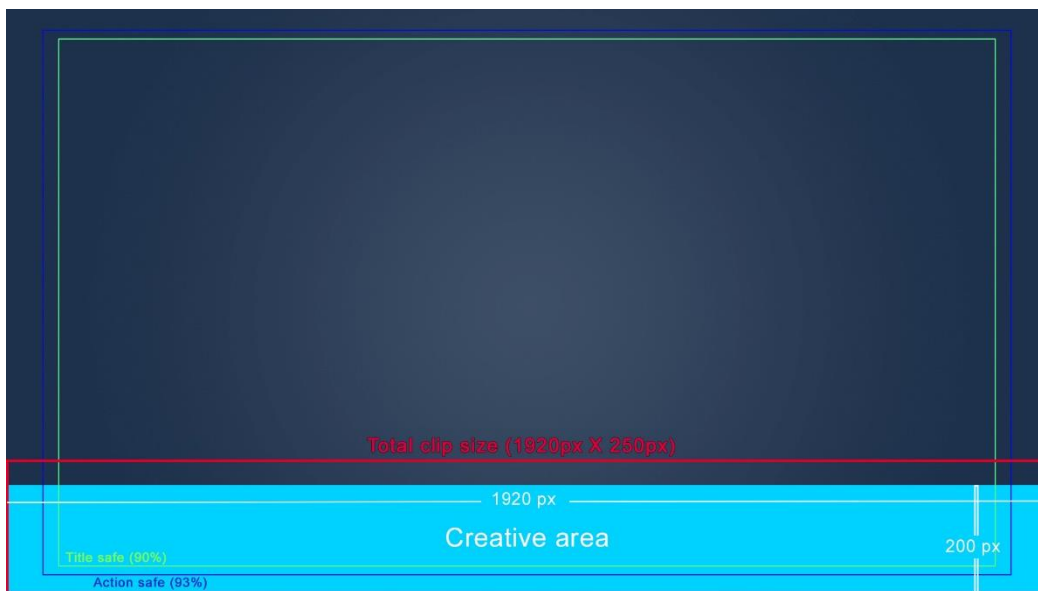 Total clip size (1920px X 250px)
1920 px
Creative area
200 px
Title safe (90%)
Action safe (93%)